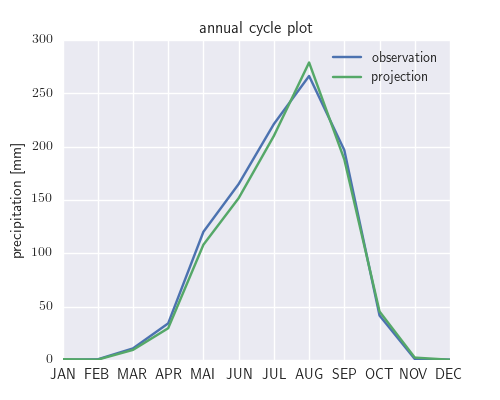 annual cycle plot
300
250
200
150
100
50
0
precipitation [mm]
observation
projection
JAN FEB MAR APR MAI JUN JUL AUG SEP OCT NOV DEC